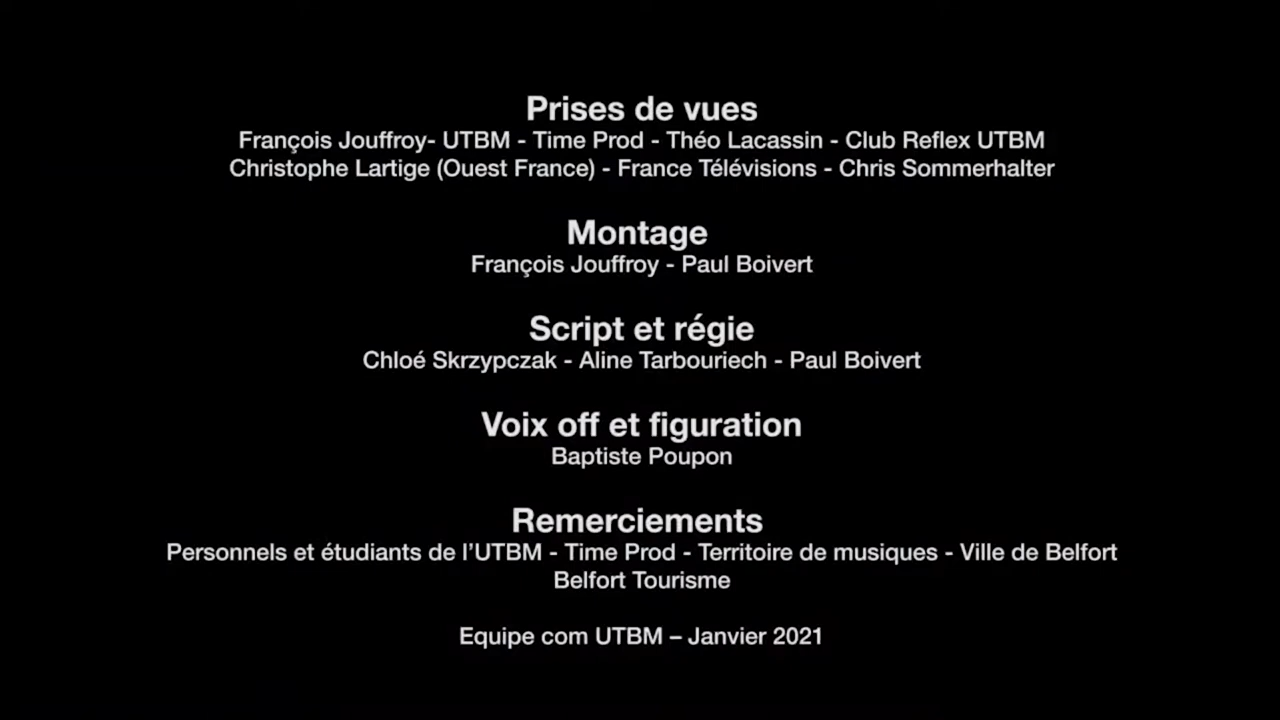 Prises de vues
François Jouffroy- UTBM - Time Prod - Théo Lacassin - Club Reflex UTBM
Christophe Lartige (Ouest France) - France Télévisions - Chris Sommerhalter
Montage
François Jouffroy - Paul Boivert
Script et régie
Chloé Skrzypczak - Aline Tarbouriech - Paul Boivert
Voix off et figuration
Baptiste Poupon
Remerciements
Personnels et étudiants de l’UTBM - Time Prod - Territoire de musiques - Ville de Belfort
Belfort Tourisme
Equipe com UTBM – Janvier 2021